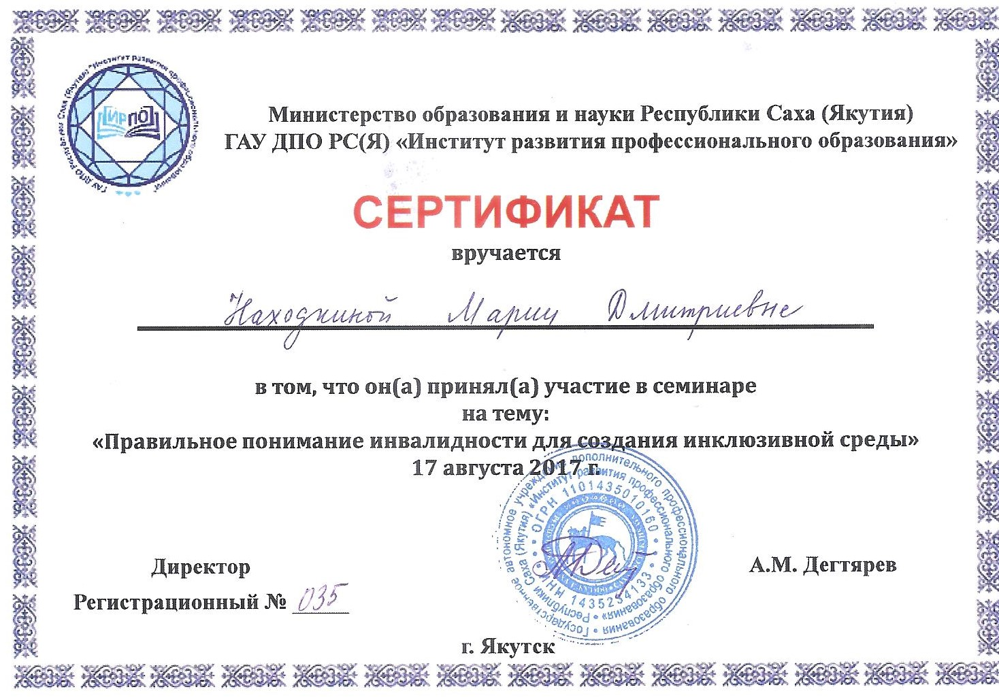 ГАУ ДПО Республики Саха (Якутия) "Институт развития профессионального образования"
ИРПО
Министерство образования и науки Республики Саха (Якутия)
ГАУ ДПО РС(Я) «Институт развития профессионального образования»
СЕРТИФИКАТ
вручается
Находкиной Марии Дмитриевне
в том, что он(а) принял(а) участие в семинаре
на тему:
«Правильное понимание инвалидности для создания инклюзивной среды»
17 августа 2017 г.
Государственное автономное учреждение дополнительного профессионального образования
Республики Саха (Якутия) «Институт развития профессионального образования»
ОГРН 1101435010160
ИНН 1435234133
Директор
А.М. Дегтярев
Регистрационный № 035
г. Якутск